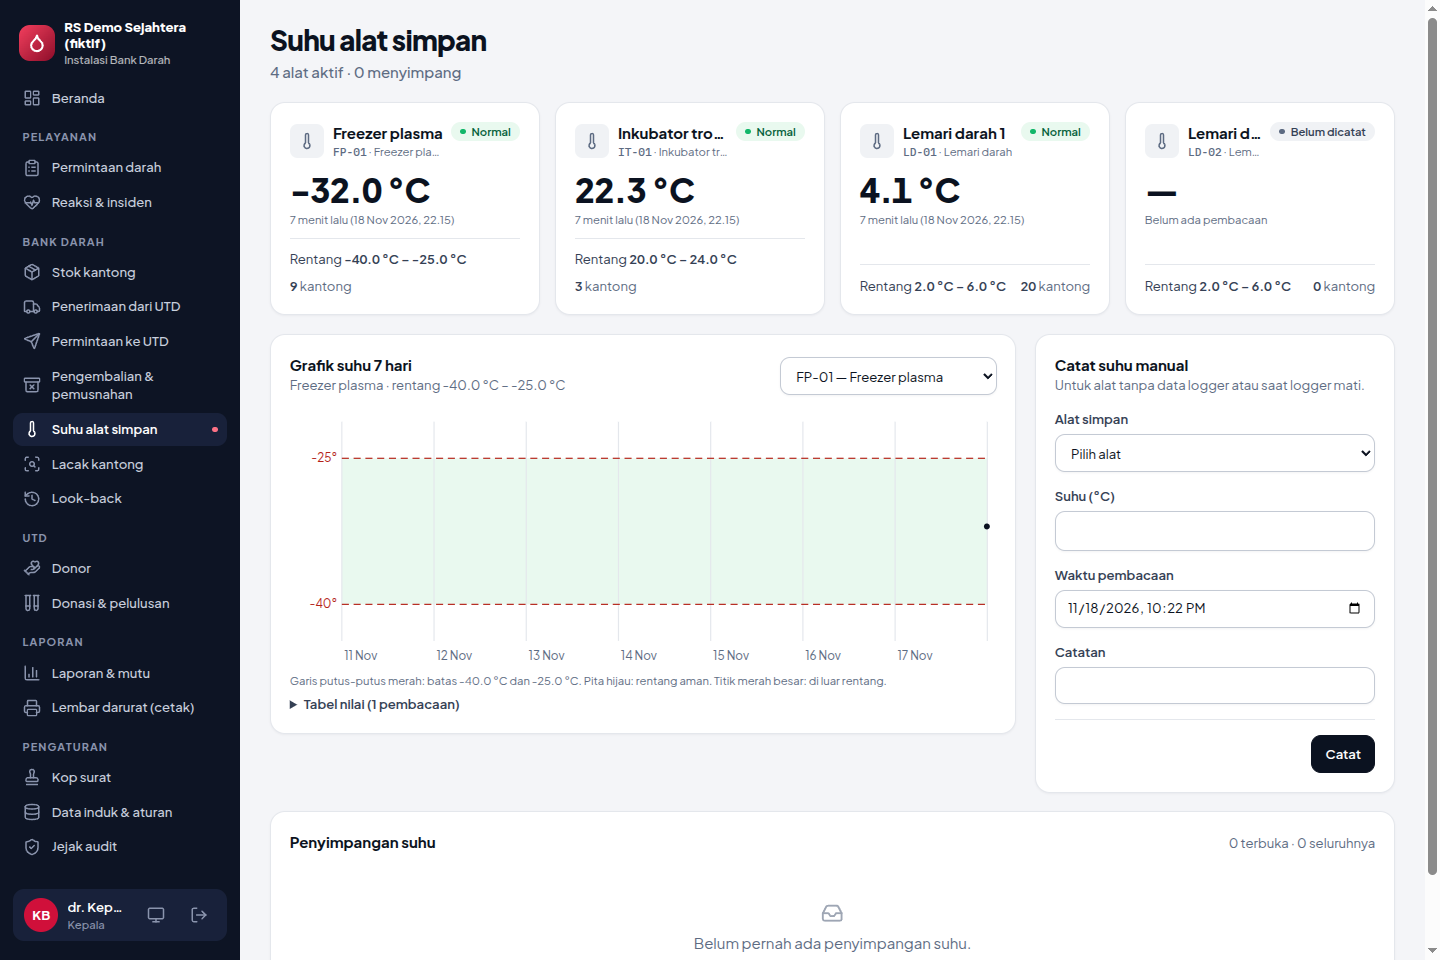 RS Demo Sejahtera
(fiktif)
Instalasi Bank Darah
Beranda
PELAYANAN
Permintaan darah
Reaksi & insiden
BANK DARAH
Stok kantong
Penerimaan dari UTD
Permintaan ke UTD
Pengembalian &
pemusnahan
Suhu alat simpan
Lacak kantong
Look-back
UTD
Donor
Donasi & pelulusan
LAPORAN
Laporan & mutu
Lembar darurat (cetak)
PENGATURAN
Kop surat
Data induk & aturan
Jejak audit
KB
dr. Kep...
Kepala
Suhu alat simpan
4 alat aktif · 0 menyimpang
Freezer plasma
Normal
FP-01 · Freezer pla...
-32.0 °C
7 menit lalu (18 Nov 2026, 22.15)
Rentang -40.0 °C – -25.0 °C
9 kantong
Inkubator tro...
Normal
IT-01 · Inkubator tr...
22.3 °C
7 menit lalu (18 Nov 2026, 22.15)
Rentang 20.0 °C – 24.0 °C
3 kantong
Lemari darah 1
Normal
LD-01 · Lemari darah
4.1 °C
7 menit lalu (18 Nov 2026, 22.15)
Rentang 2.0 °C – 6.0 °C
20 kantong
Lemari d...
Belum dicatat
LD-02 · Lem...
—
Belum ada pembacaan
Rentang 2.0 °C – 6.0 °C
0 kantong
Grafik suhu 7 hari
Freezer plasma · rentang -40.0 °C – -25.0 °C
FP-01 — Freezer plasma
-25°
-40°
11 Nov
12 Nov
13 Nov
14 Nov
15 Nov
16 Nov
17 Nov
Garis putus-putus merah: batas -40.0 °C dan -25.0 °C. Pita hijau: rentang aman. Titik merah besar: di luar rentang.
Tabel nilai (1 pembacaan)
Catat suhu manual
Untuk alat tanpa data logger atau saat logger mati.
Alat simpan
Pilih alat
Suhu (°C)
Waktu pembacaan
11/18/2026, 10:22 PM
Catatan
Catat
Penyimpangan suhu
0 terbuka · 0 seluruhnya
Belum pernah ada penyimpangan suhu.